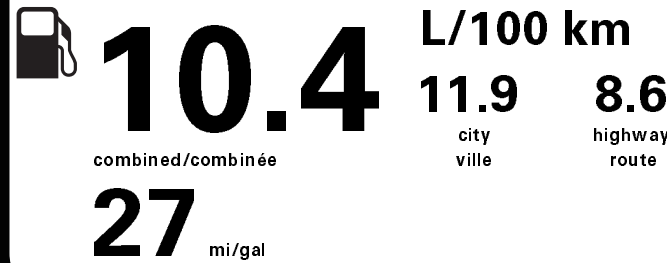 10.4 L/100 km
11.9 8.6
city highway
combined/combinée ville route
27 mi/gal